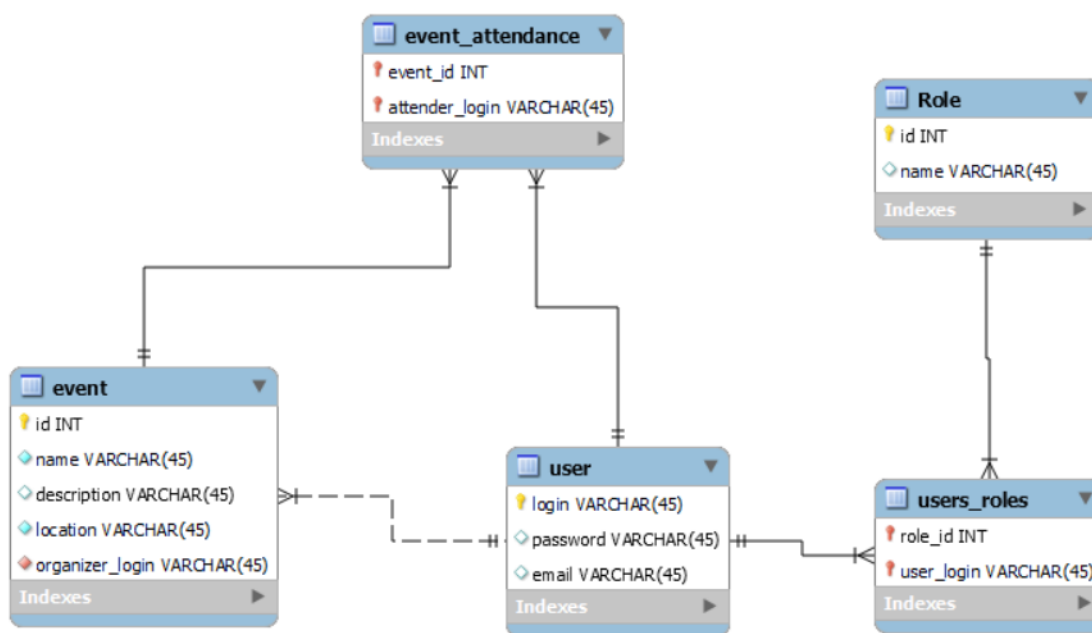 event_attendance
event_id INT
attender_login VARCHAR(45)
Indexes
Role
id INT
name VARCHAR(45)
Indexes
event
id INT
name VARCHAR(45)
description VARCHAR(45)
location VARCHAR(45)
organizer_login VARCHAR(45)
Indexes
user
login VARCHAR(45)
password VARCHAR(45)
email VARCHAR(45)
Indexes
users_roles
role_id INT
user_login VARCHAR(45)
Indexes